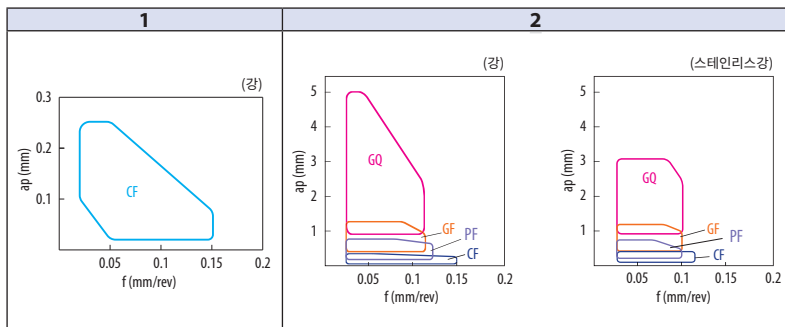 1
2
(강)
0.3
0.2
0.1
ap (mm)
CF
0.05
0.1
0.15
0.2
f (mm/rev)
(강)
5
4
3
2
1
ap (mm)
GQ
GF
PF
CF
0.05
0.1
0.2
f (mm/rev)
(스테인리스강)
5
4
3
2
1
ap (mm)
GQ
GF
PF
CF
0.05
0.1
0.15
0.2
f (mm/rev)